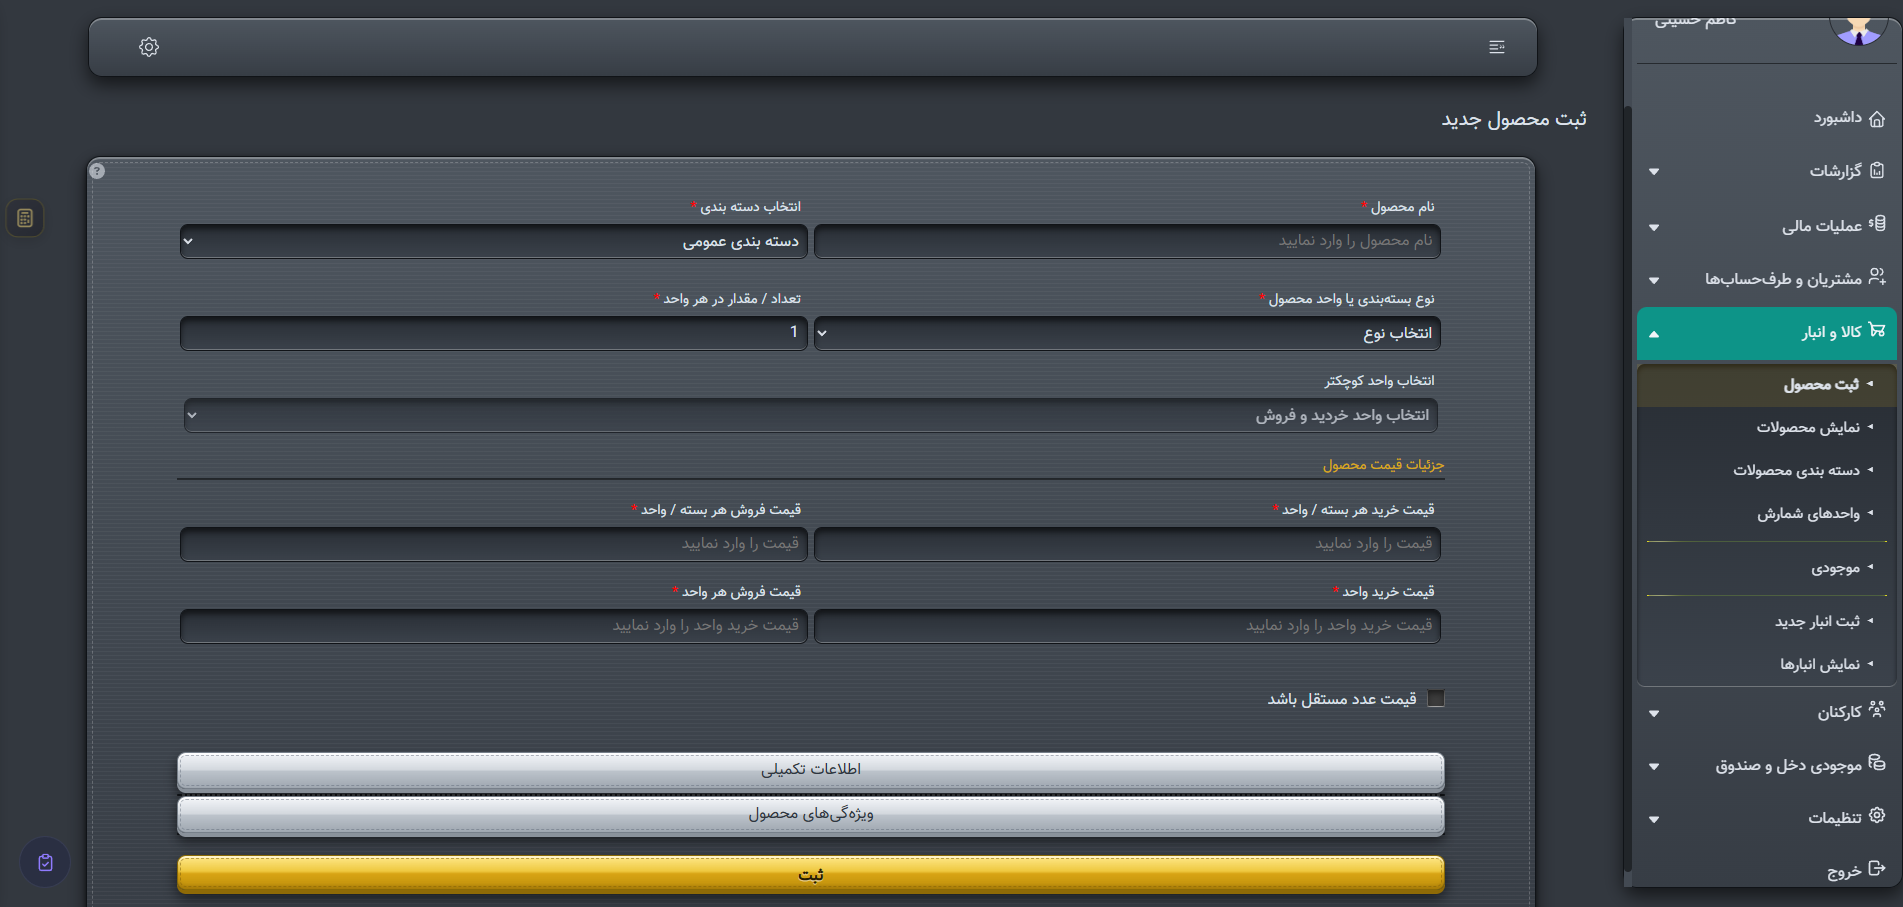 کاظم حسینی
داشبورد
گزارشات
عملیات مالی
مشتریان و طرف‌حساب‌ها
کالا و انبار
ثبت محصول
نمایش محصولات
دسته بندی محصولات
واحدهای شمارش
موجودی
ثبت انبار جدید
نمایش انبارها
کارکنان
موجودی دخل و صندوق
تنظیمات
خروج
ثبت محصول جدید
?
نام محصول *
انتخاب دسته بندی *
نام محصول را وارد نمایید
دسته بندی عمومی
نوع بسته‌بندی یا واحد محصول *
تعداد / مقدار در هر واحد *
انتخاب نوع
1
انتخاب واحد کوچکتر
انتخاب واحد خردید و فروش
جزئیات قیمت محصول
قیمت خرید هر بسته / واحد *
قیمت فروش هر بسته / واحد *
قیمت را وارد نمایید
قیمت را وارد نمایید
قیمت خرید واحد *
قیمت فروش هر واحد *
قیمت خرید واحد را وارد نمایید
قیمت خرید واحد را وارد نمایید
قیمت عدد مستقل باشد
اطلاعات تکمیلی
ویژه‌گی‌های محصول
ثبت